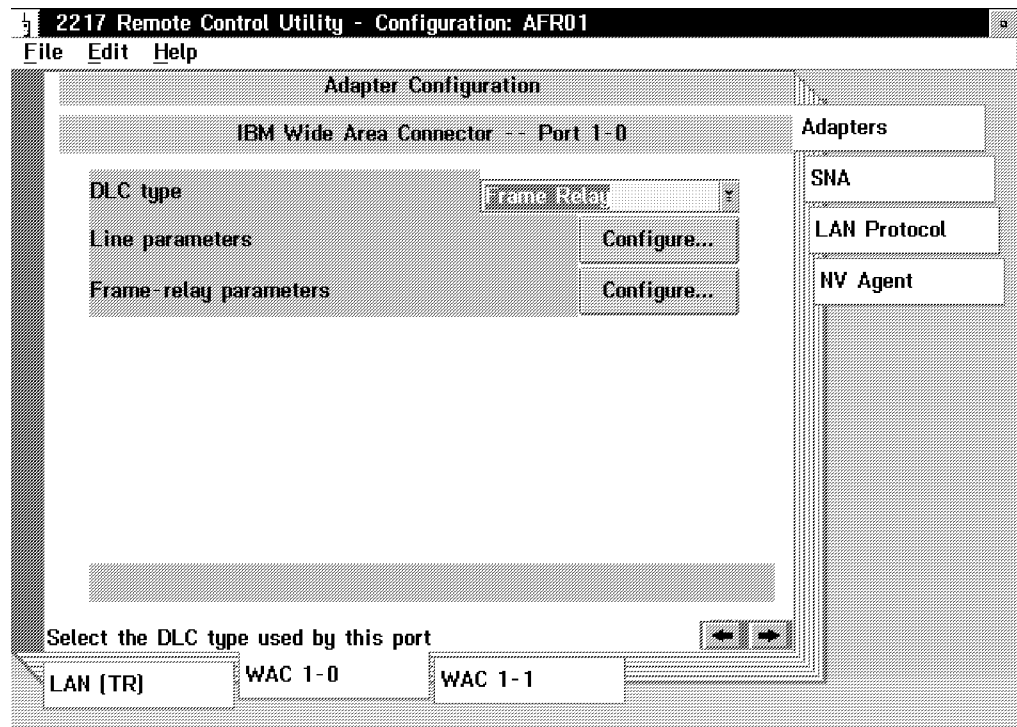 2217 Remote Control Utility - Configuration: AFR01
File Edit Help
Adapter Configuration
IBM Wide Area Connector -- Port 1-0
DLC type Frame Relay
Line parameters Configure...
Frame-relay parameters Configure...
Select the DLC type used by this port
Adapters
SNA
LAN Protocol
NV Agent
LAN (TR) WAC 1-0 WAC 1-1